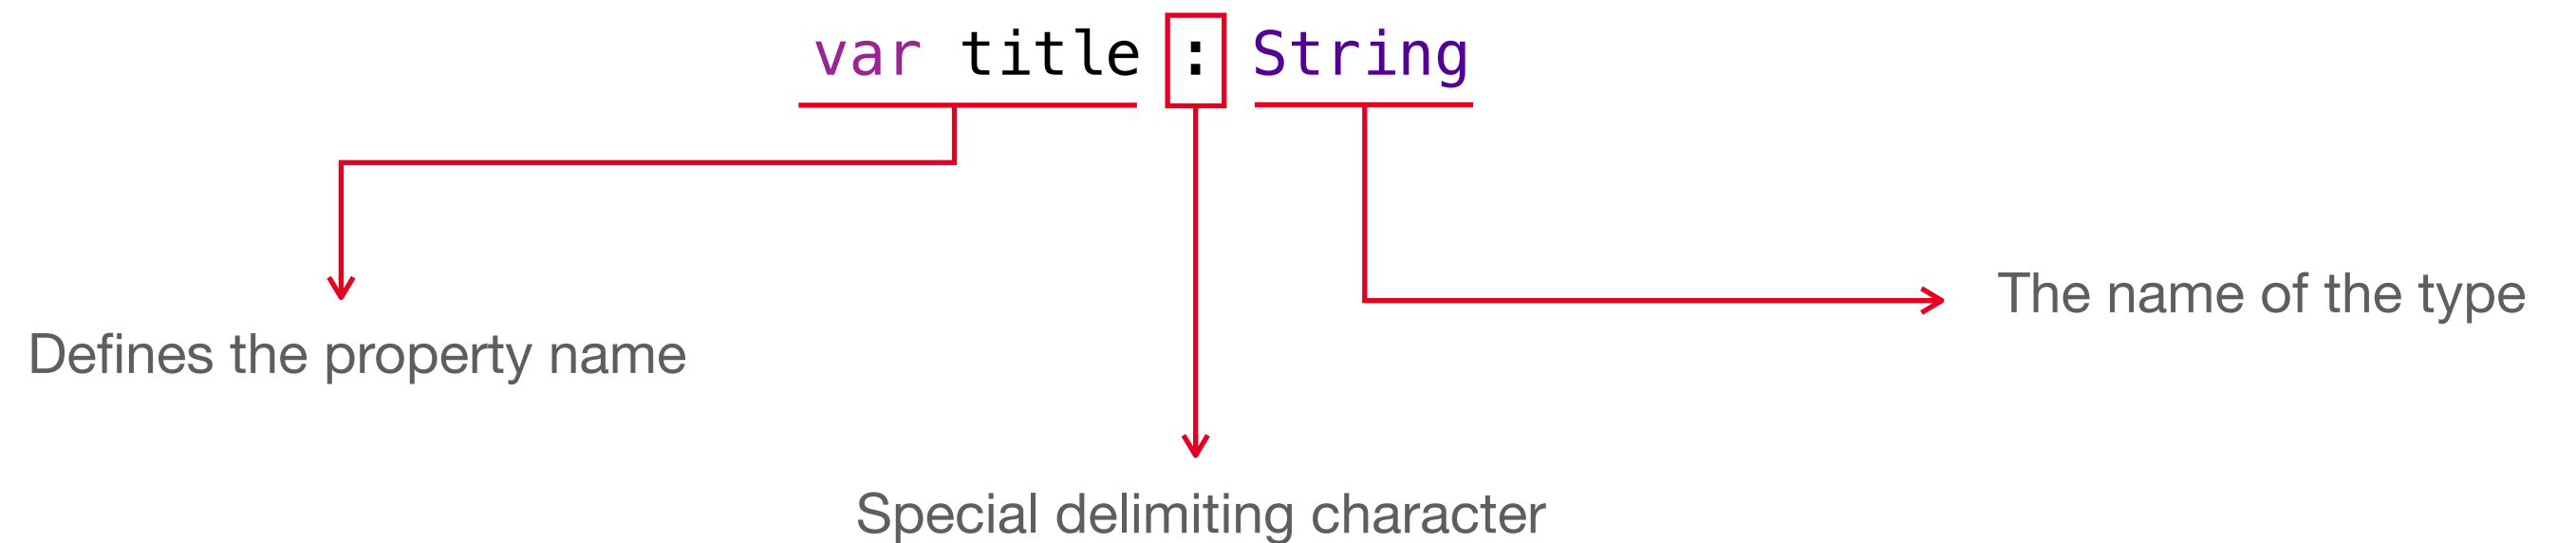 var title : String
The name of the type
Defines the property name
Special delimiting character